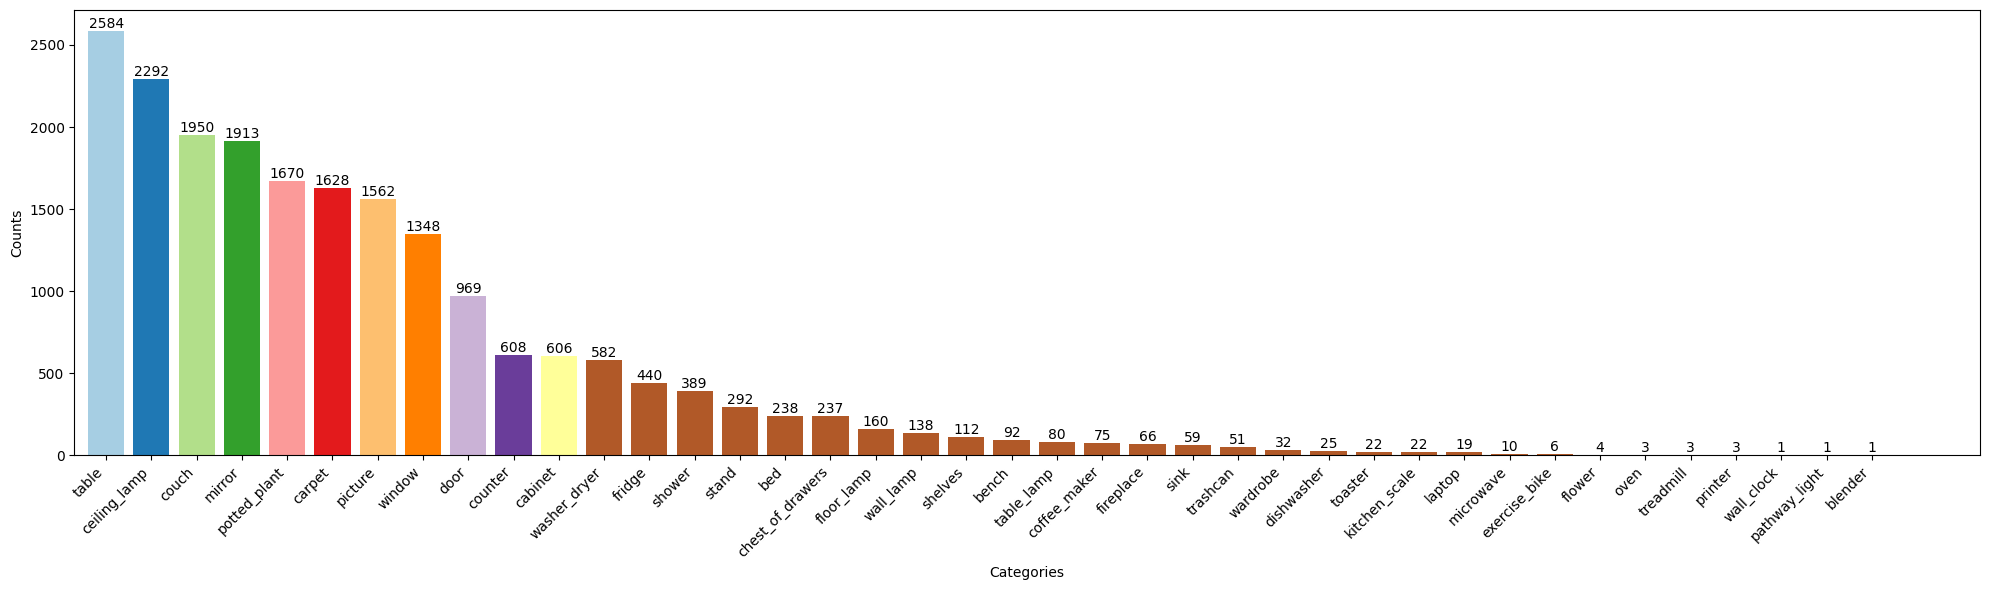 2584
2292
1950
1913
1670
1628
1562
1348
969
608
606
582
440
389
292
238
237
160
138
112
92
80
75
66
59
51
32
25
22
22
19
10
6
4
3
3
3
1
1
1
2500
2000
1500
1000
500
0
Counts
table
ceiling_lamp
couch
mirror
potted_plant
carpet
picture
window
door
counter
cabinet
washer_dryer
fridge
shower
stand
bed
chest_of_drawers
floor_lamp
wall_lamp
shelves
bench
table_lamp
coffee_maker
fireplace
sink
trashcan
wardrobe
dishwasher
toaster
kitchen_scale
laptop
microwave
exercise_bike
flower
oven
treadmill
printer
wall_clock
pathway_light
blender
Categories